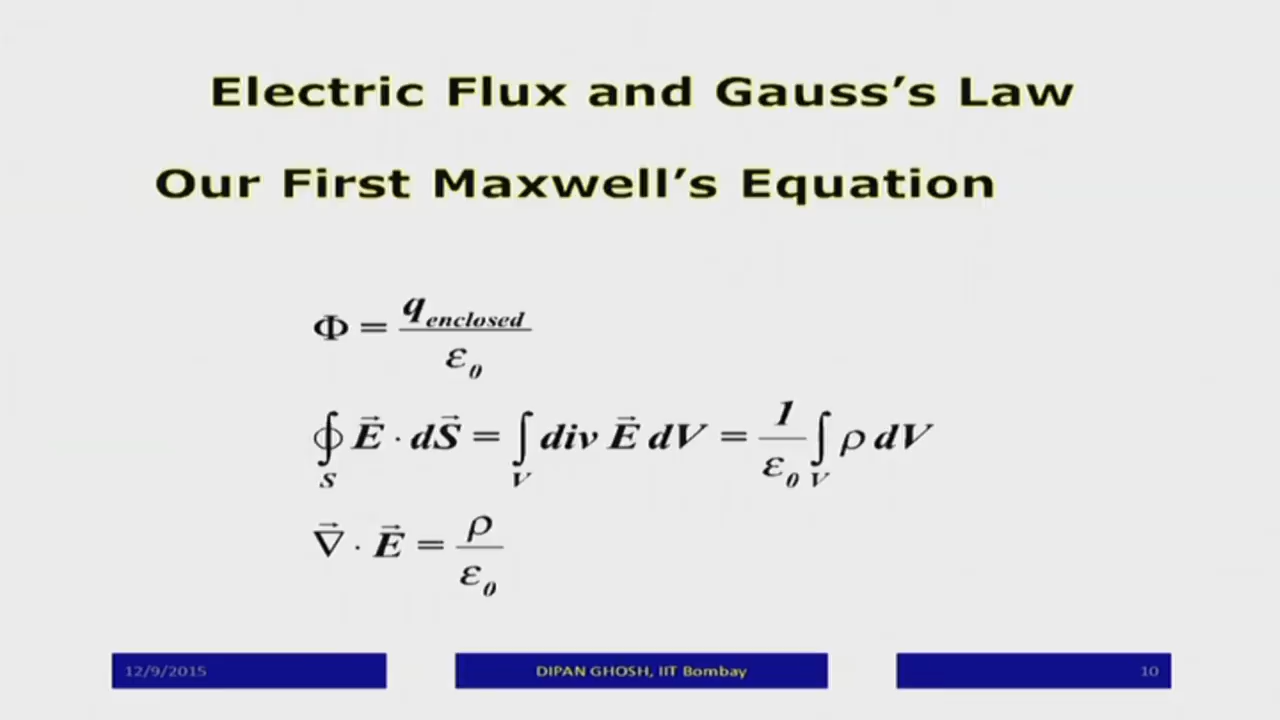 Electric Flux and Gauss’s Law
Our First Maxwell’s Equation
Φ = q_enclosed / ε_0
∮_S E⃗ · dS⃗ = ∫_V div E⃗ dV = 1/ε_0 ∫_V ρ dV
∇⃗ · E⃗ = ρ / ε_0
12/9/2015
DIPAN GHOSH, IIT Bombay
10